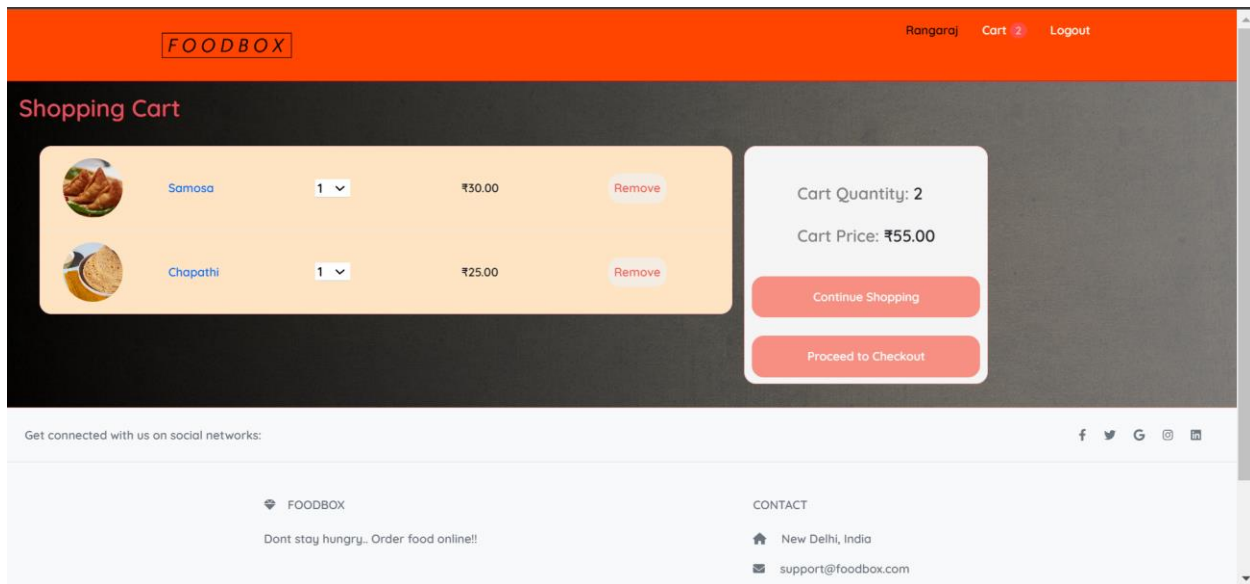 FOODBOX
Rangaraj Cart 2 Logout
Shopping Cart
Samosa 1 ₹30.00 Remove
Chapathi 1 ₹25.00 Remove
Cart Quantity: 2
Cart Price: ₹55.00
Continue Shopping
Proceed to Checkout
Get connected with us on social networks:
FOODBOX
Dont stay hungry.. Order food online!!
CONTACT
New Delhi, India
support@foodbox.com